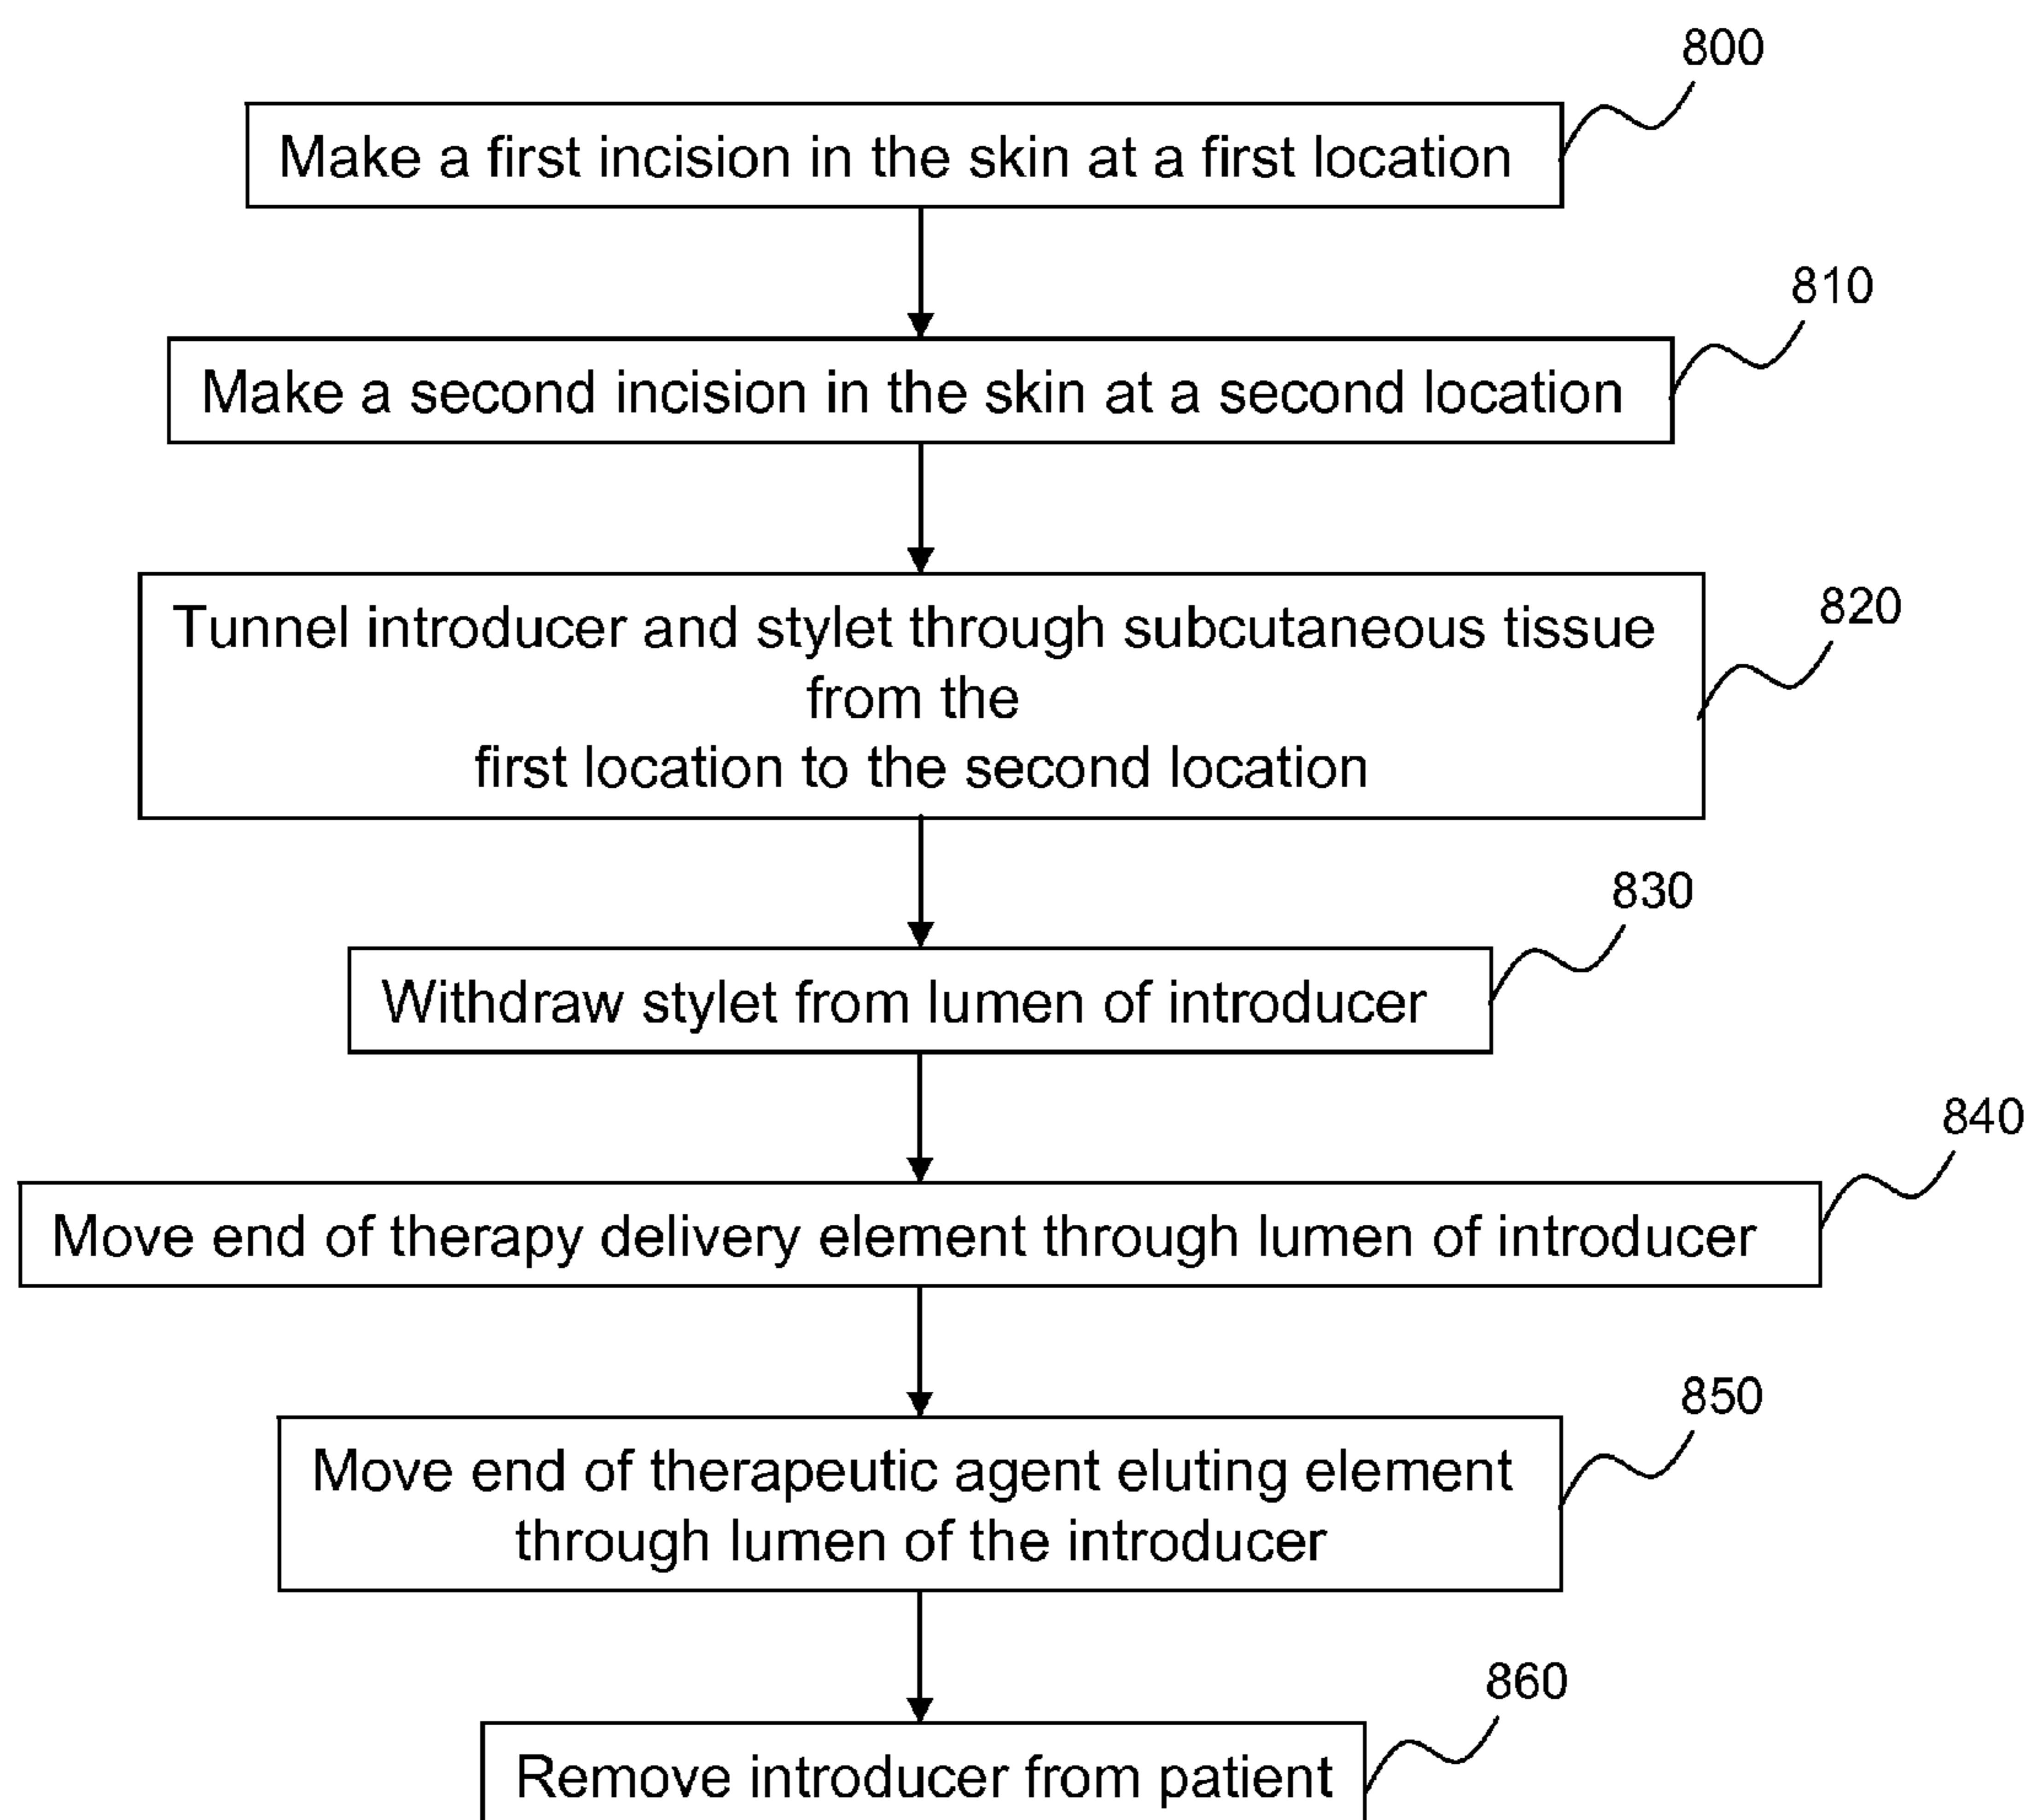 800
Make a first incision in the skin at a first location
810
Make a second incision in the skin at a second location
820
Tunnel introducer and stylet through subcutaneous tissue
from the
first location to the second location
830
Withdraw stylet from lumen of introducer
840
Move end of therapy delivery element through lumen of introducer
850
Move end of therapeutic agent eluting element
through lumen of the introducer
860
Remove introducer from patient